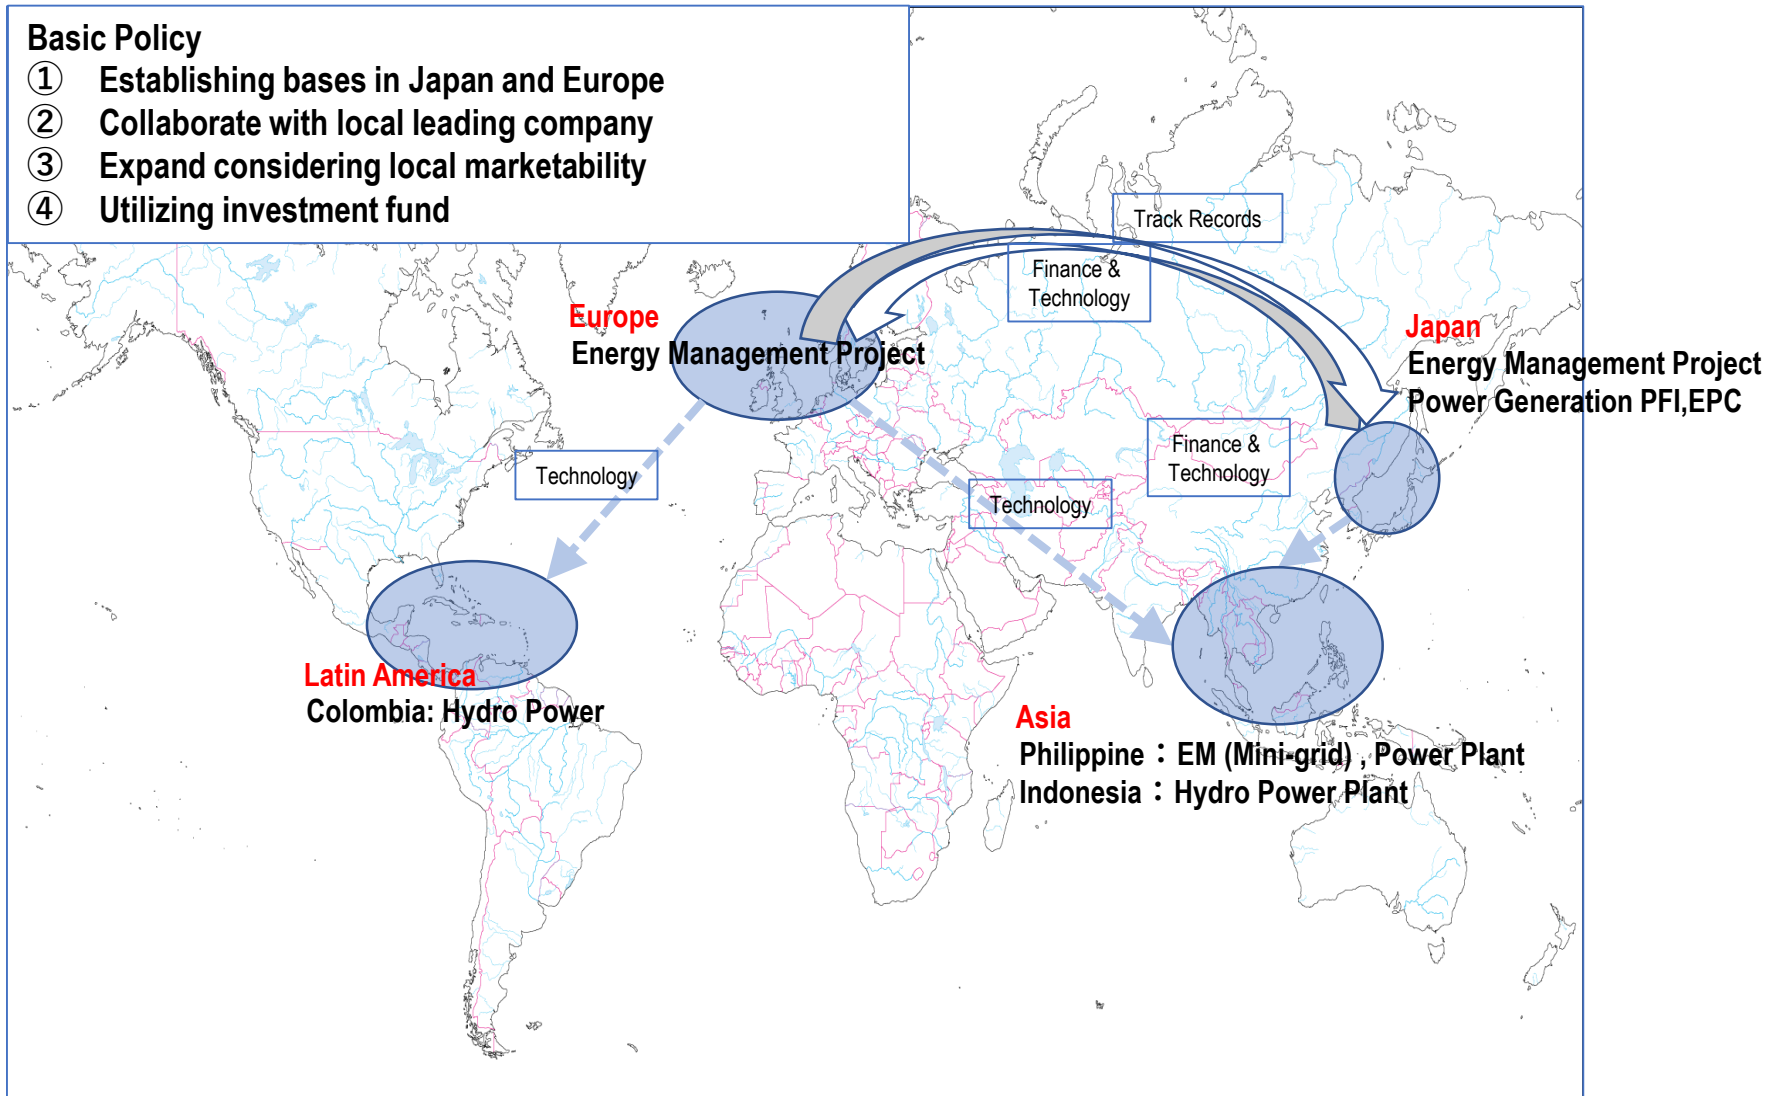 Basic Policy
① Establishing bases in Japan and Europe
② Collaborate with local leading company
③ Expand considering local marketability
④ Utilizing investment fund
Track Records
Finance &
Technology
Europe
Energy Management Project
Japan
Energy Management Project
Power Generation PFI,EPC
Technology
Finance &
Technology
Technology
Latin America
Colombia: Hydro Power
Asia
Philippine：EM (Mini-grid) , Power Plant
Indonesia：Hydro Power Plant